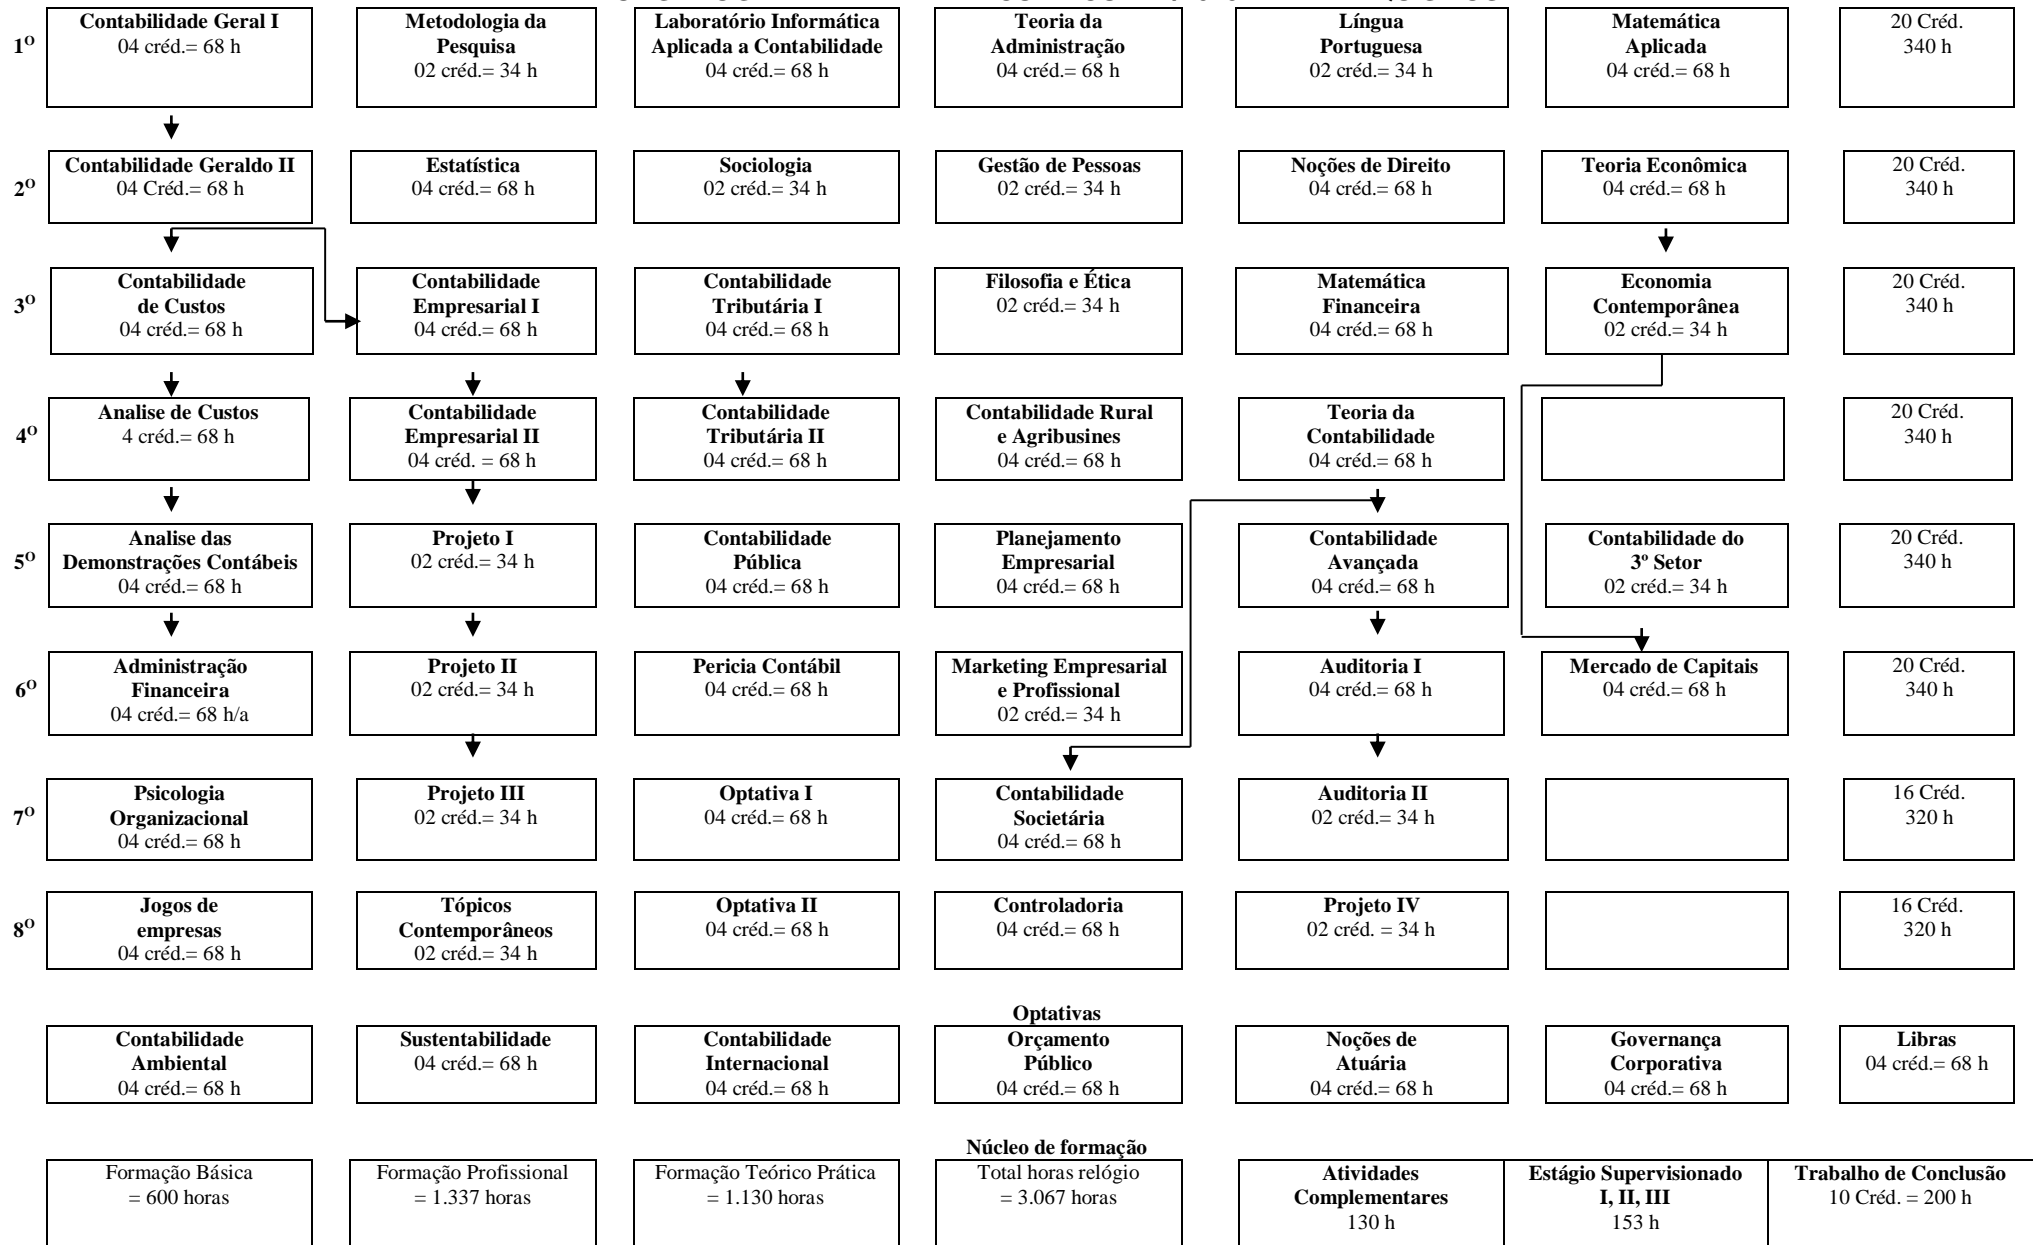 1º
Contabilidade Geral I
04 créd.= 68 h
Metodologia da
Pesquisa
02 créd.= 34 h
Laboratório Informática
Aplicada a Contabilidade
04 créd.= 68 h
Teoria da
Administração
04 créd.= 68 h
Língua
Portuguesa
02 créd.= 34 h
Matemática
Aplicada
04 créd.= 68 h
20 Créd.
340 h
2º
Contabilidade Geraldo II
04 Créd.= 68 h
Estatística
04 créd.= 68 h
Sociologia
02 créd.= 34 h
Gestão de Pessoas
02 créd.= 34 h
Noções de Direito
04 créd.= 68 h
Teoria Econômica
04 créd.= 68 h
20 Créd.
340 h
3º
Contabilidade
de Custos
04 créd.= 68 h
Contabilidade
Empresarial I
04 créd.= 68 h
Contabilidade
Tributária I
04 créd.= 68 h
Filosofia e Ética
02 créd.= 34 h
Matemática
Financeira
04 créd.= 68 h
Economia
Contemporânea
02 créd.= 34 h
20 Créd.
340 h
4º
Analise de Custos
4 créd.= 68 h
Contabilidade
Empresarial II
04 créd. = 68 h
Contabilidade
Tributária II
04 créd.= 68 h
Contabilidade Rural
e Agribusines
04 créd.= 68 h
Teoria da
Contabilidade
04 créd.= 68 h
20 Créd.
340 h
5º
Analise das
Demonstrações Contábeis
04 créd.= 68 h
Projeto I
02 créd.= 34 h
Contabilidade
Pública
04 créd.= 68 h
Planejamento
Empresarial
04 créd.= 68 h
Contabilidade
Avançada
04 créd.= 68 h
Contabilidade do
3º Setor
02 créd.= 34 h
20 Créd.
340 h
6º
Administração
Financeira
04 créd.= 68 h/a
Projeto II
02 créd.= 34 h
Pericia Contábil
04 créd.= 68 h
Marketing Empresarial
e Profissional
02 créd.= 34 h
Auditoria I
04 créd.= 68 h
Mercado de Capitais
04 créd.= 68 h
20 Créd.
340 h
7º
Psicologia
Organizacional
04 créd.= 68 h
Projeto III
02 créd.= 34 h
Optativa I
04 créd.= 68 h
Contabilidade
Societária
04 créd.= 68 h
Auditoria II
02 créd.= 34 h
16 Créd.
320 h
8º
Jogos de
empresas
04 créd.= 68 h
Tópicos
Contemporâneos
02 créd.= 34 h
Optativa II
04 créd.= 68 h
Controladoria
04 créd.= 68 h
Projeto IV
02 créd. = 34 h
16 Créd.
320 h
Optativas
Contabilidade
Ambiental
04 créd.= 68 h
Sustentabilidade
04 créd.= 68 h
Contabilidade
Internacional
04 créd.= 68 h
Orçamento
Público
04 créd.= 68 h
Noções de
Atuária
04 créd.= 68 h
Governança
Corporativa
04 créd.= 68 h
Libras
04 créd.= 68 h
Núcleo de formação
Formação Básica
= 600 horas
Formação Profissional
= 1.337 horas
Formação Teórico Prática
= 1.130 horas
Total horas relógio
= 3.067 horas
Atividades
Complementares
130 h
Estágio Supervisionado
I, II, III
153 h
Trabalho de Conclusão
10 Créd. = 200 h